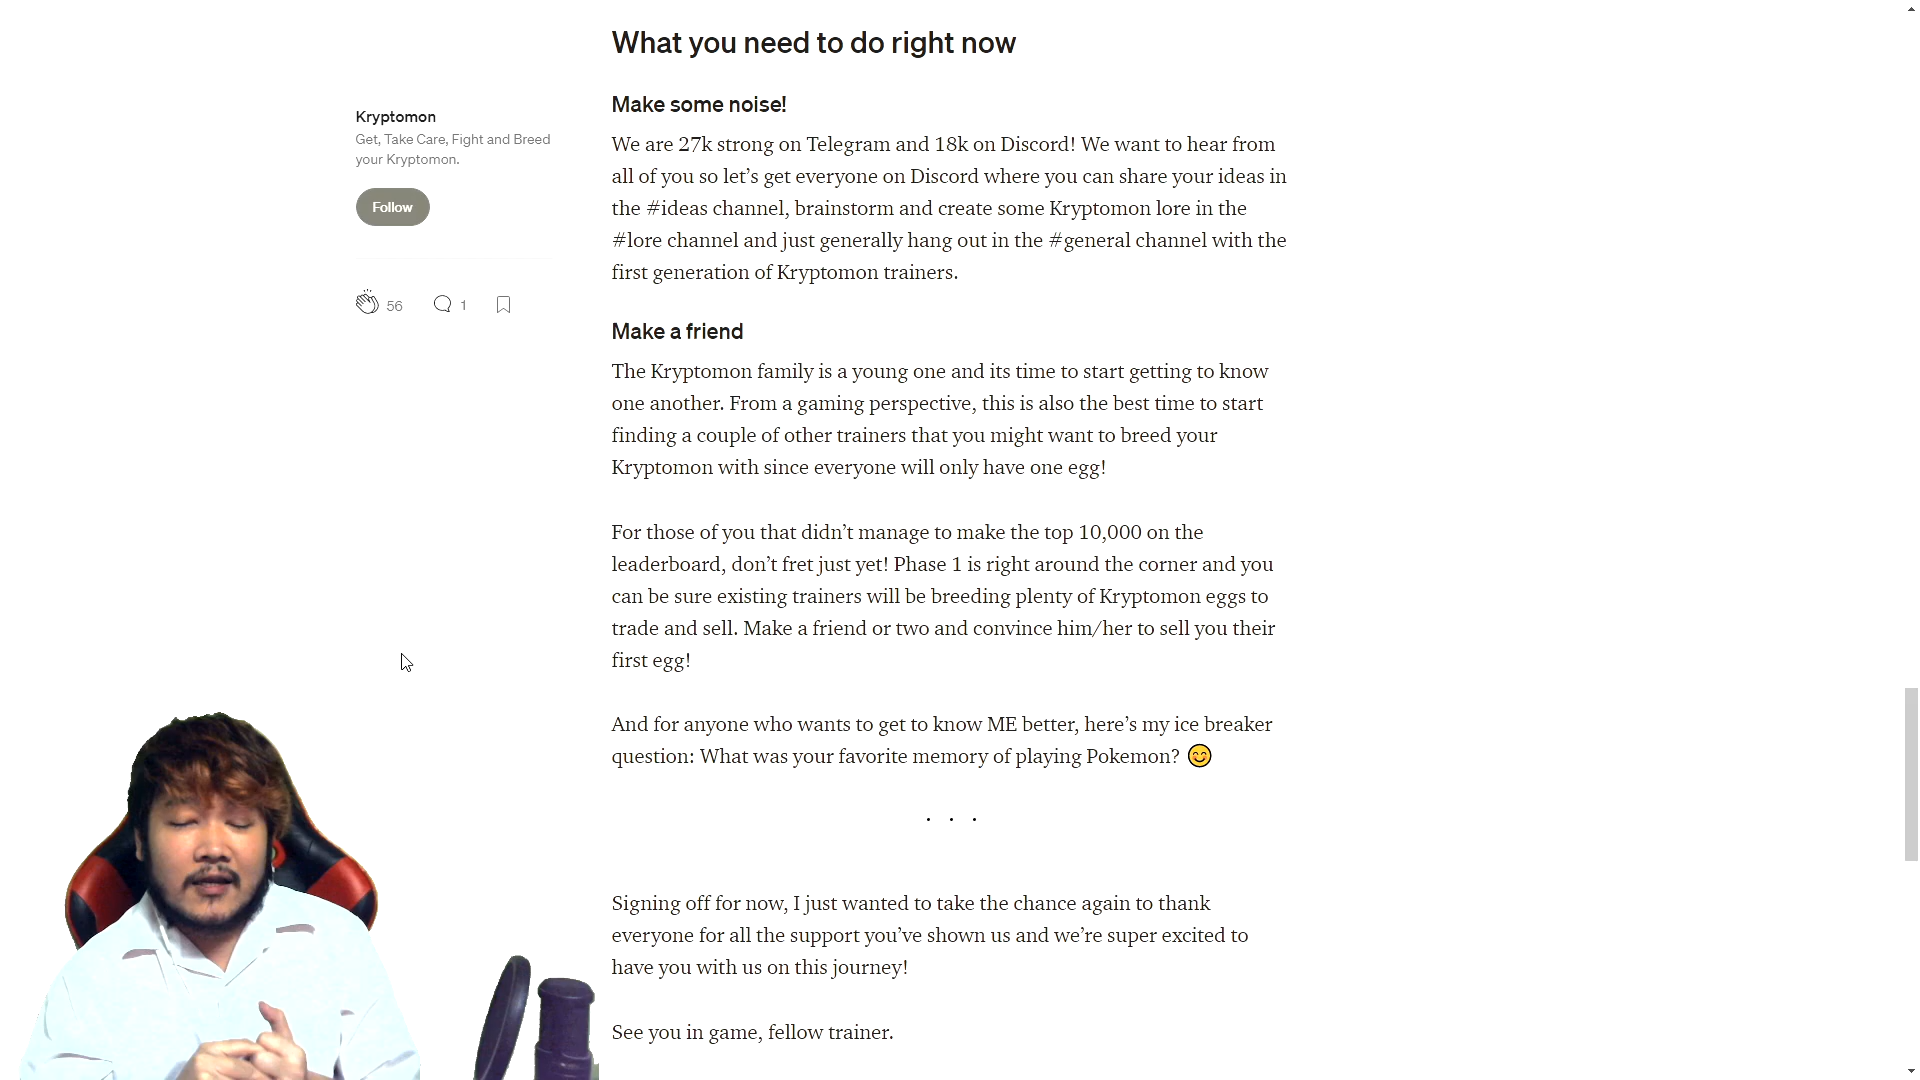 What you need to do right now
Make some noise!
Kryptomon
Get, Take Care, Fight and Breed
your Kryptomon.
Follow
56
1
We are 27k strong on Telegram and 18k on Discord! We want to hear from
all of you so let’s get everyone on Discord where you can share your ideas in
the #ideas channel, brainstorm and create some Kryptomon lore in the
#lore channel and just generally hang out in the #general channel with the
first generation of Kryptomon trainers.
Make a friend
The Kryptomon family is a young one and its time to start getting to know
one another. From a gaming perspective, this is also the best time to start
finding a couple of other trainers that you might want to breed your
Kryptomon with since everyone will only have one egg!
For those of you that didn’t manage to make the top 10,000 on the
leaderboard, don’t fret just yet! Phase 1 is right around the corner and you
can be sure existing trainers will be breeding plenty of Kryptomon eggs to
trade and sell. Make a friend or two and convince him/her to sell you their
first egg!
And for anyone who wants to get to know ME better, here’s my ice breaker
question: What was your favorite memory of playing Pokemon? 😊
. . .
Signing off for now, I just wanted to take the chance again to thank
everyone for all the support you’ve shown us and we’re super excited to
have you with us on this journey!
See you in game, fellow trainer.